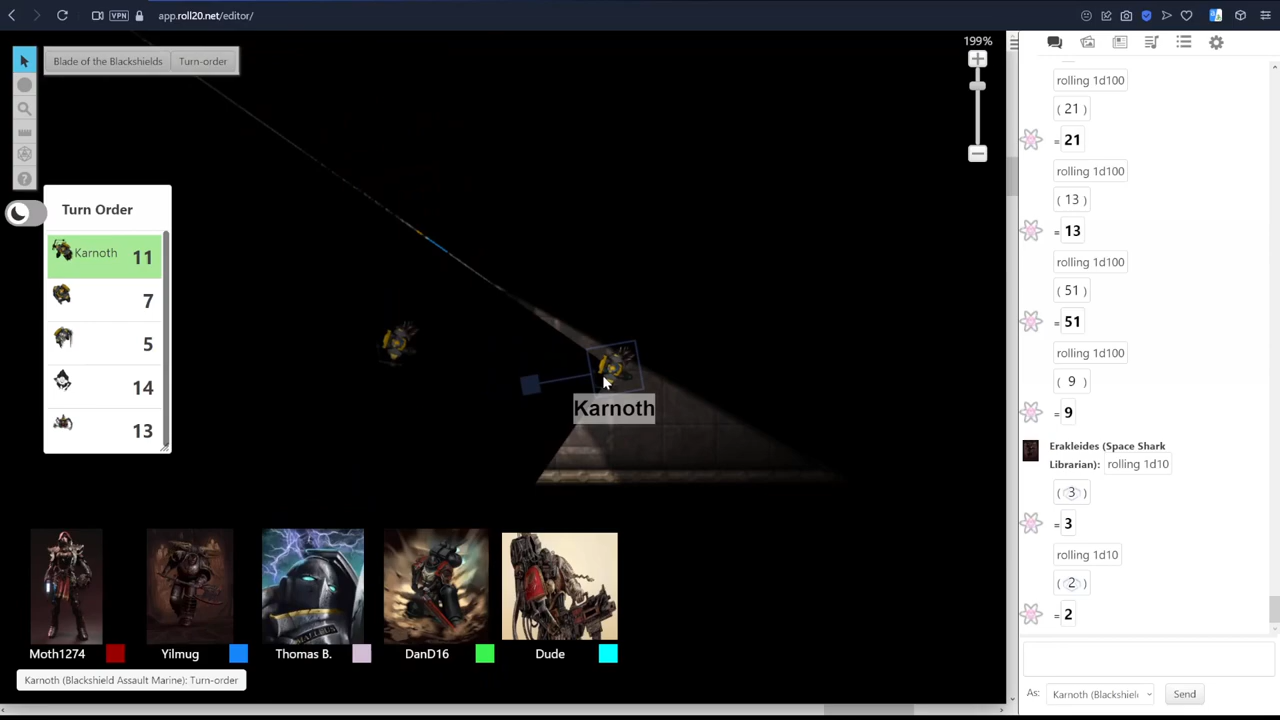 VPN
app.roll20.net/editor/
Blade of the Blackshields
Turn-order
199%
Turn Order
Karnoth
11
7
5
14
13
Karnoth
Moth1274
Yilmug
Thomas B.
DanD16
Dude
Karnoth (Blackshield Assault Marine): Turn-order
rolling 1d100
( 21 )
= 21
rolling 1d100
( 13 )
= 13
rolling 1d100
( 51 )
= 51
rolling 1d100
( 9 )
= 9
Erakleides (Space Shark
Librarian): rolling 1d10
( 3 )
= 3
rolling 1d10
( 2 )
= 2
As: Karnoth (Blackshiel
Send